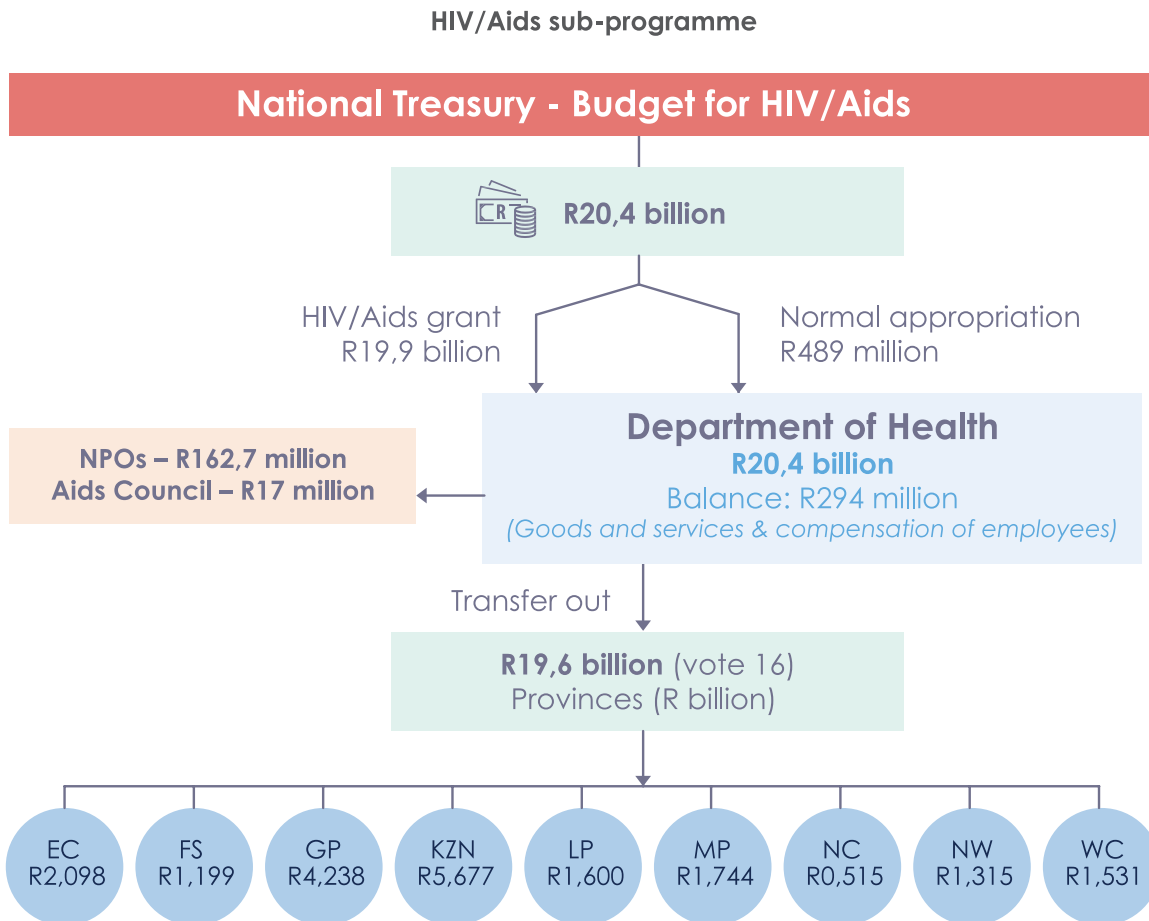 HIV/Aids sub-programme
National Treasury - Budget for HIV/Aids
R
R20,4 billion
HIV/Aids grant
R19,9 billion
Normal appropriation
R489 million
Department of Health
R20,4 billion
Balance: R294 million
(Goods and services & compensation of employees)
NPOs – R162,7 million
Aids Council – R17 million
Transfer out
R19,6 billion (vote 16)
Provinces (R billion)
EC
R2,098
FS
R1,199
GP
R4,238
KZN
R5,677
LP
R1,600
MP
R1,744
NC
R0,515
NW
R1,315
WC
R1,531